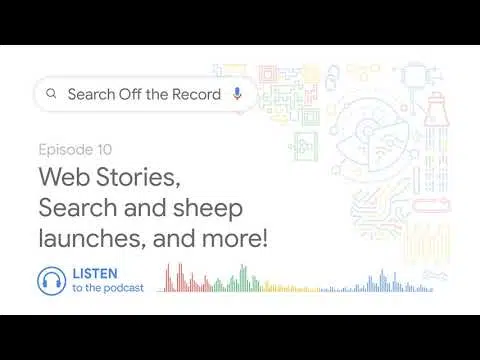 Search Off the Record
Episode 10
Web Stories,
Search and sheep
launches, and more!
LISTEN
to the podcast